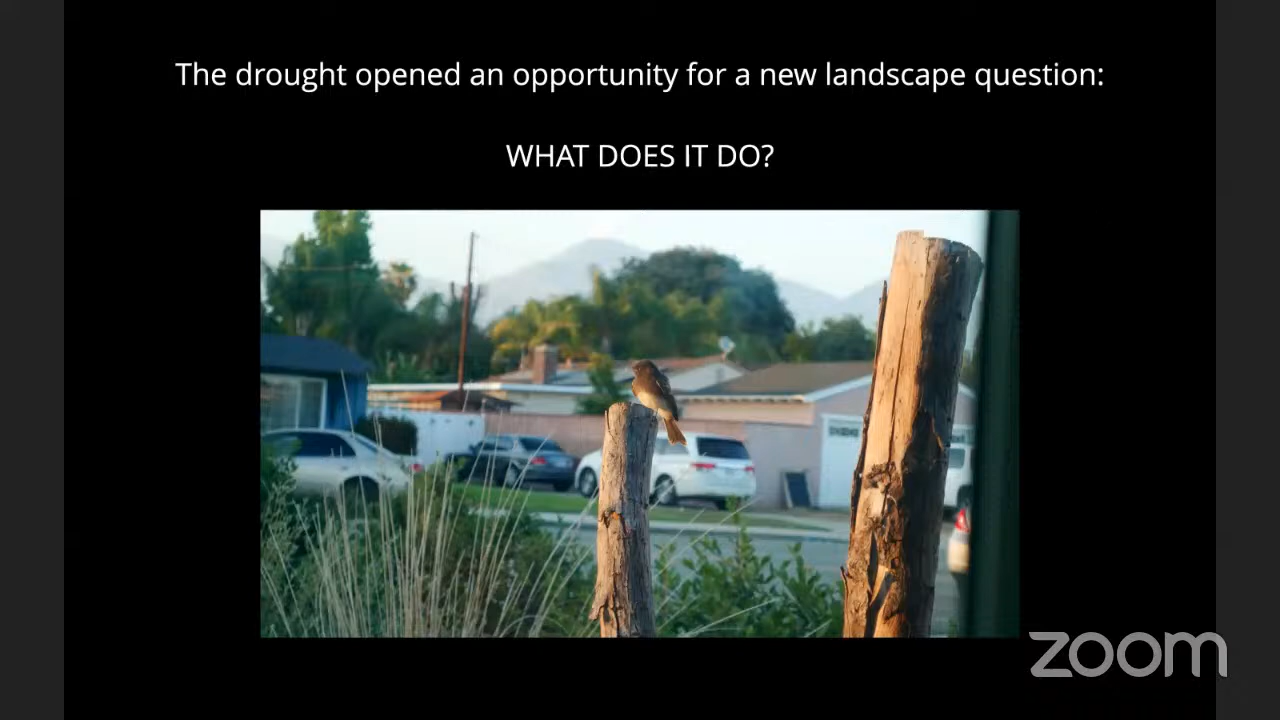 The drought opened an opportunity for a new landscape question:
WHAT DOES IT DO?
zoom